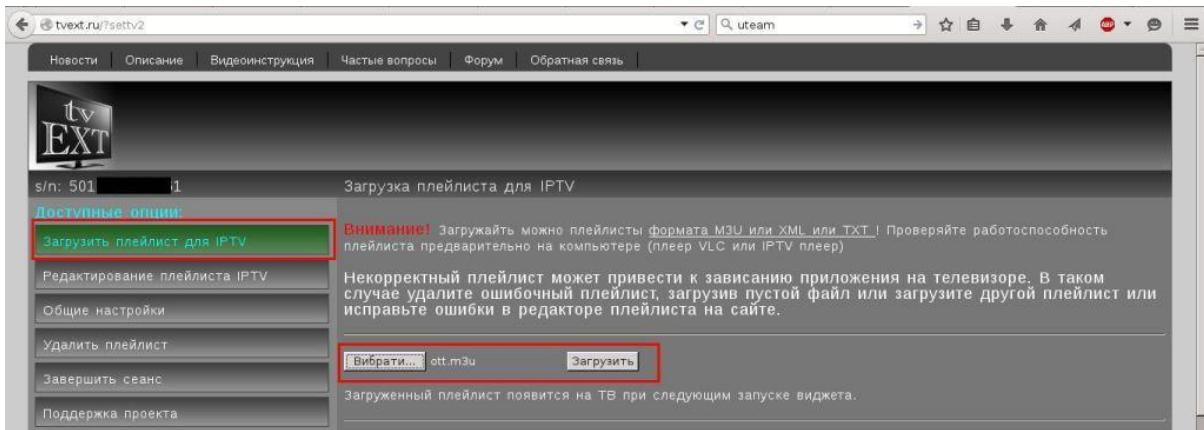 tvext.ru/?settv2
uteam
ABP
Новости Описание Видеоинструкция Частые вопросы Форум Обратная связь
tv
EXT
s/n: 501 1
Загрузка плейлиста для IPTV
Доступные опции:
Загрузить плейлист для IPTV
Редактирование плейлиста IPTV
Общие настройки
Удалить плейлист
Завершить сеанс
Поддержка проекта
Внимание! Загружайть можно плейлисты формата M3U или XML или TXT ! Проверяйте работоспособность
плейлиста предварительно на компьютере (плеер VLC или IPTV плеер)
Некорректный плейлист может привести к зависанию приложения на телевизоре. В таком
случае удалите ошибочный плейлист, загрузив пустой файл или загрузите другой плейлист или
исправьте ошибки в редакторе плейлиста на сайте.
Вибрати... ott.m3u Загрузить
Загруженный плейлист появится на ТВ при следующим запуске виджета.